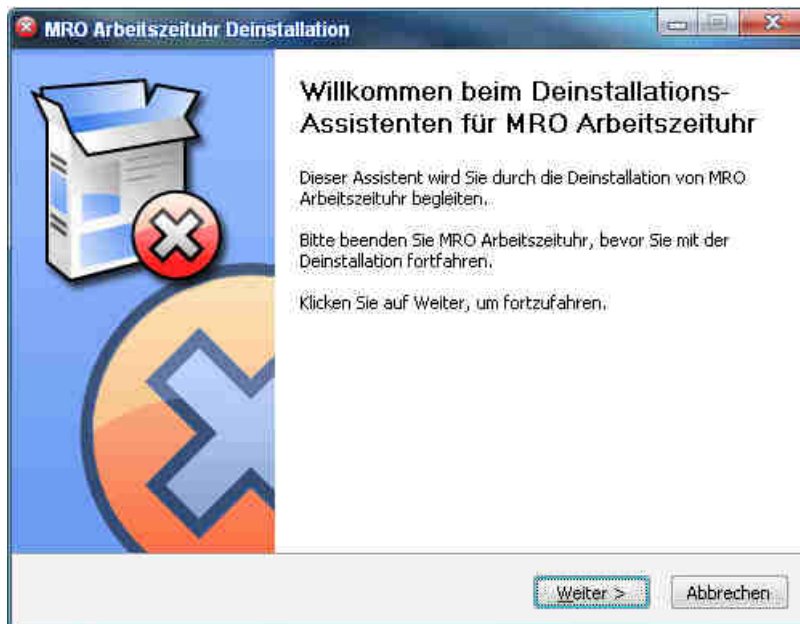 MRO Arbeitszeituhr Deinstallation
Willkommen beim Deinstallations-
Assistenten für MRO Arbeitszeituhr
Dieser Assistent wird Sie durch die Deinstallation von MRO
Arbeitszeituhr begleiten.
Bitte beenden Sie MRO Arbeitszeituhr, bevor Sie mit der
Deinstallation fortfahren.
Klicken Sie auf Weiter, um fortzufahren.
Weiter >
Abbrechen